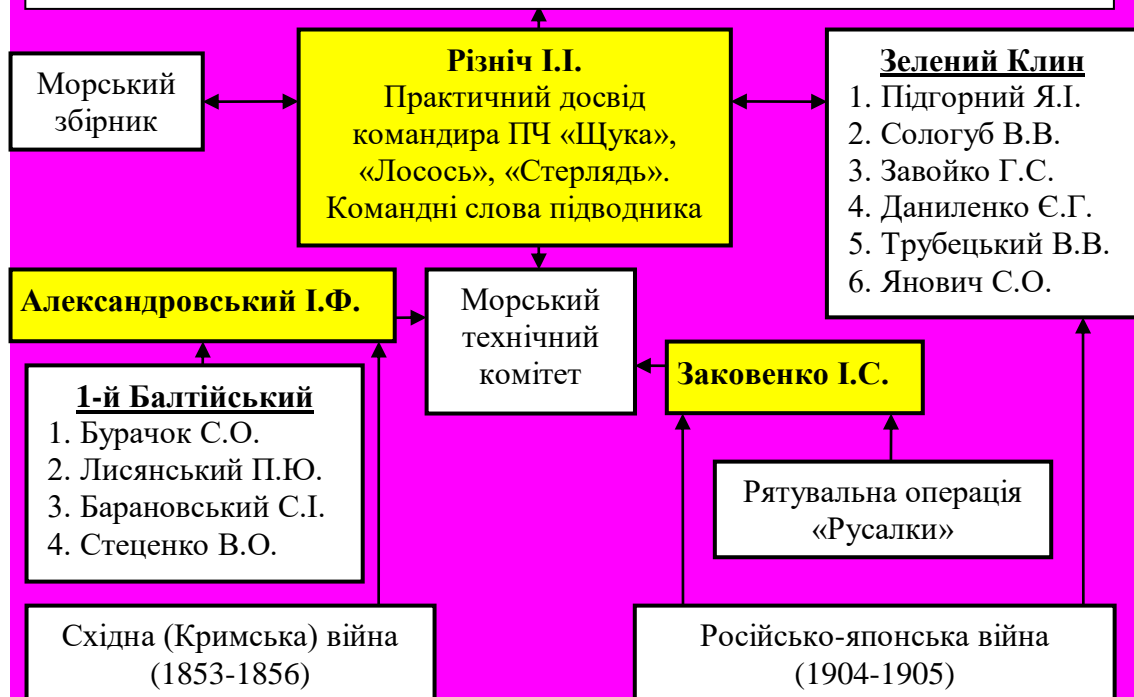 Різніч І.І.
Практичний досвід
командира ПЧ «Щука»,
«Лосось», «Стерлядь».
Командні слова підводника
Морський
збірник
Зелений Клин
1. Підгорний Я.І.
2. Сологуб В.В.
3. Завойко Г.С.
4. Даниленко Є.Г.
5. Трубецький В.В.
6. Янович С.О.
Александровський І.Ф.
Морський
технічний
комітет
Заковенко І.С.
1-й Балтійський
1. Бурачок С.О.
2. Лисянський П.Ю.
3. Барановський С.І.
4. Стеценко В.О.
Рятувальна операція
«Русалки»
Східна (Кримська) війна
(1853-1856)
Російсько-японська війна
(1904-1905)